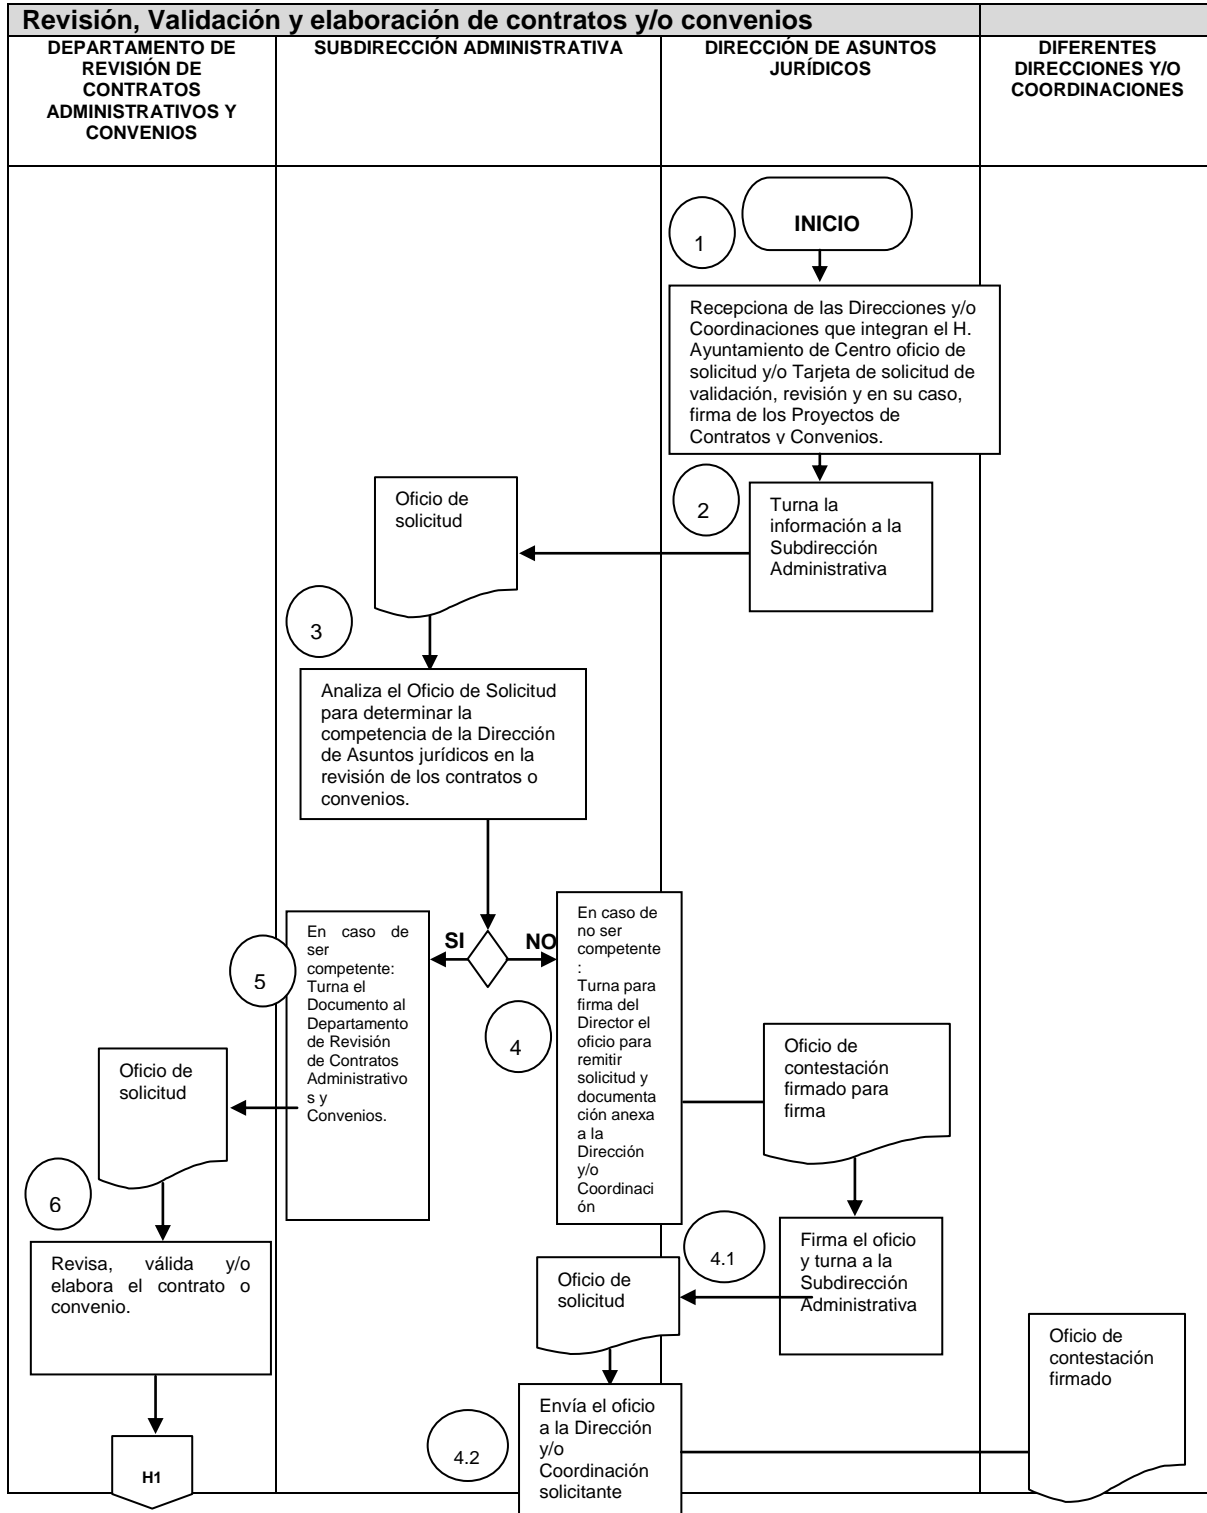 Revisión, Validación y elaboración de contratos y/o convenios
DEPARTAMENTO DE
REVISIÓN DE
CONTRATOS
ADMINISTRATIVOS Y
CONVENIOS
SUBDIRECCIÓN ADMINISTRATIVA
DIRECCIÓN DE ASUNTOS
JURÍDICOS
DIFERENTES
DIRECCIONES Y/O
COORDINACIONES
INICIO
1
Recepciona de las Direcciones y/o
Coordinaciones que integran el H.
Ayuntamiento de Centro oficio de
solicitud y/o Tarjeta de solicitud de
validación, revisión y en su caso,
firma de los Proyectos de
Contratos y Convenios.
2
Turna la
información a la
Subdirección
Administrativa
Oficio de
solicitud
3
Analiza el Oficio de Solicitud
para determinar la
competencia de la Dirección
de Asuntos jurídicos en la
revisión de los contratos o
convenios.
SI
NO
5
En caso de
ser
competente:
Turna el
Documento al
Departamento
de Revisión
de Contratos
Administrativo
s y
Convenios.
4
En caso de
no ser
competente
:
Turna para
firma del
Director el
oficio para
remitir
solicitud y
documenta
ción anexa
a la
Dirección
y/o
Coordinaci
ón
Oficio de
contestación
firmado para
firma
Oficio de
solicitud
6
Revisa, válida y/o
elabora el contrato o
convenio.
4.1
Firma el oficio
y turna a la
Subdirección
Administrativa
Oficio de
solicitud
4.2
Envía el oficio
a la Dirección
y/o
Coordinación
solicitante
Oficio de
contestación
firmado
H1